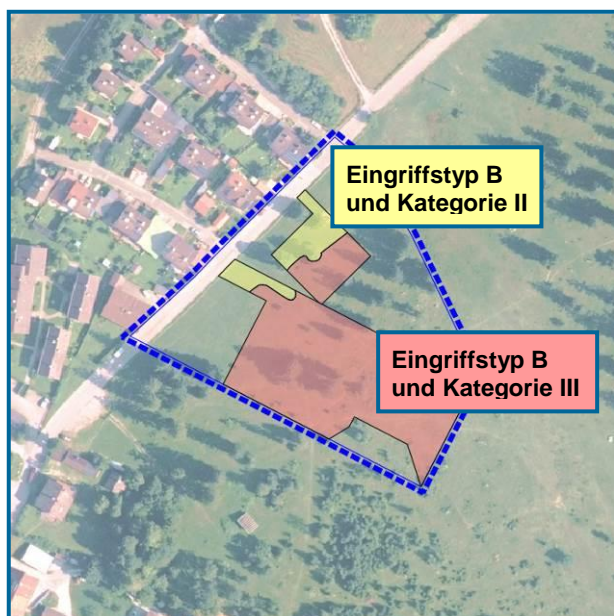 Eingriffstyp B
und Kategorie II
Eingriffstyp B
und Kategorie III